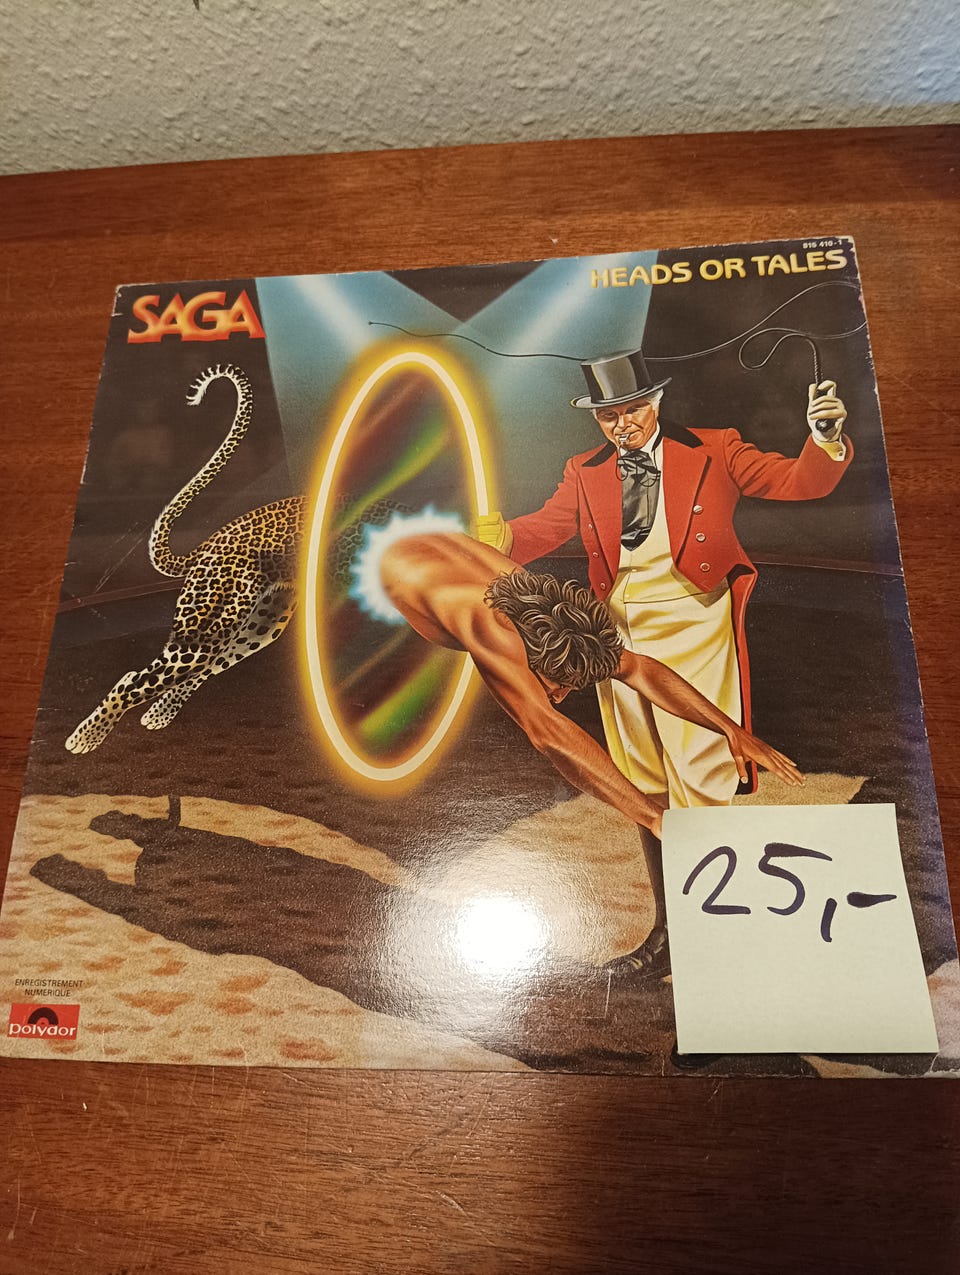 815 410-1
HEADS OR TALES
SAGA
25,-
ENREGISTREMENT
NUMERIQUE
polydor